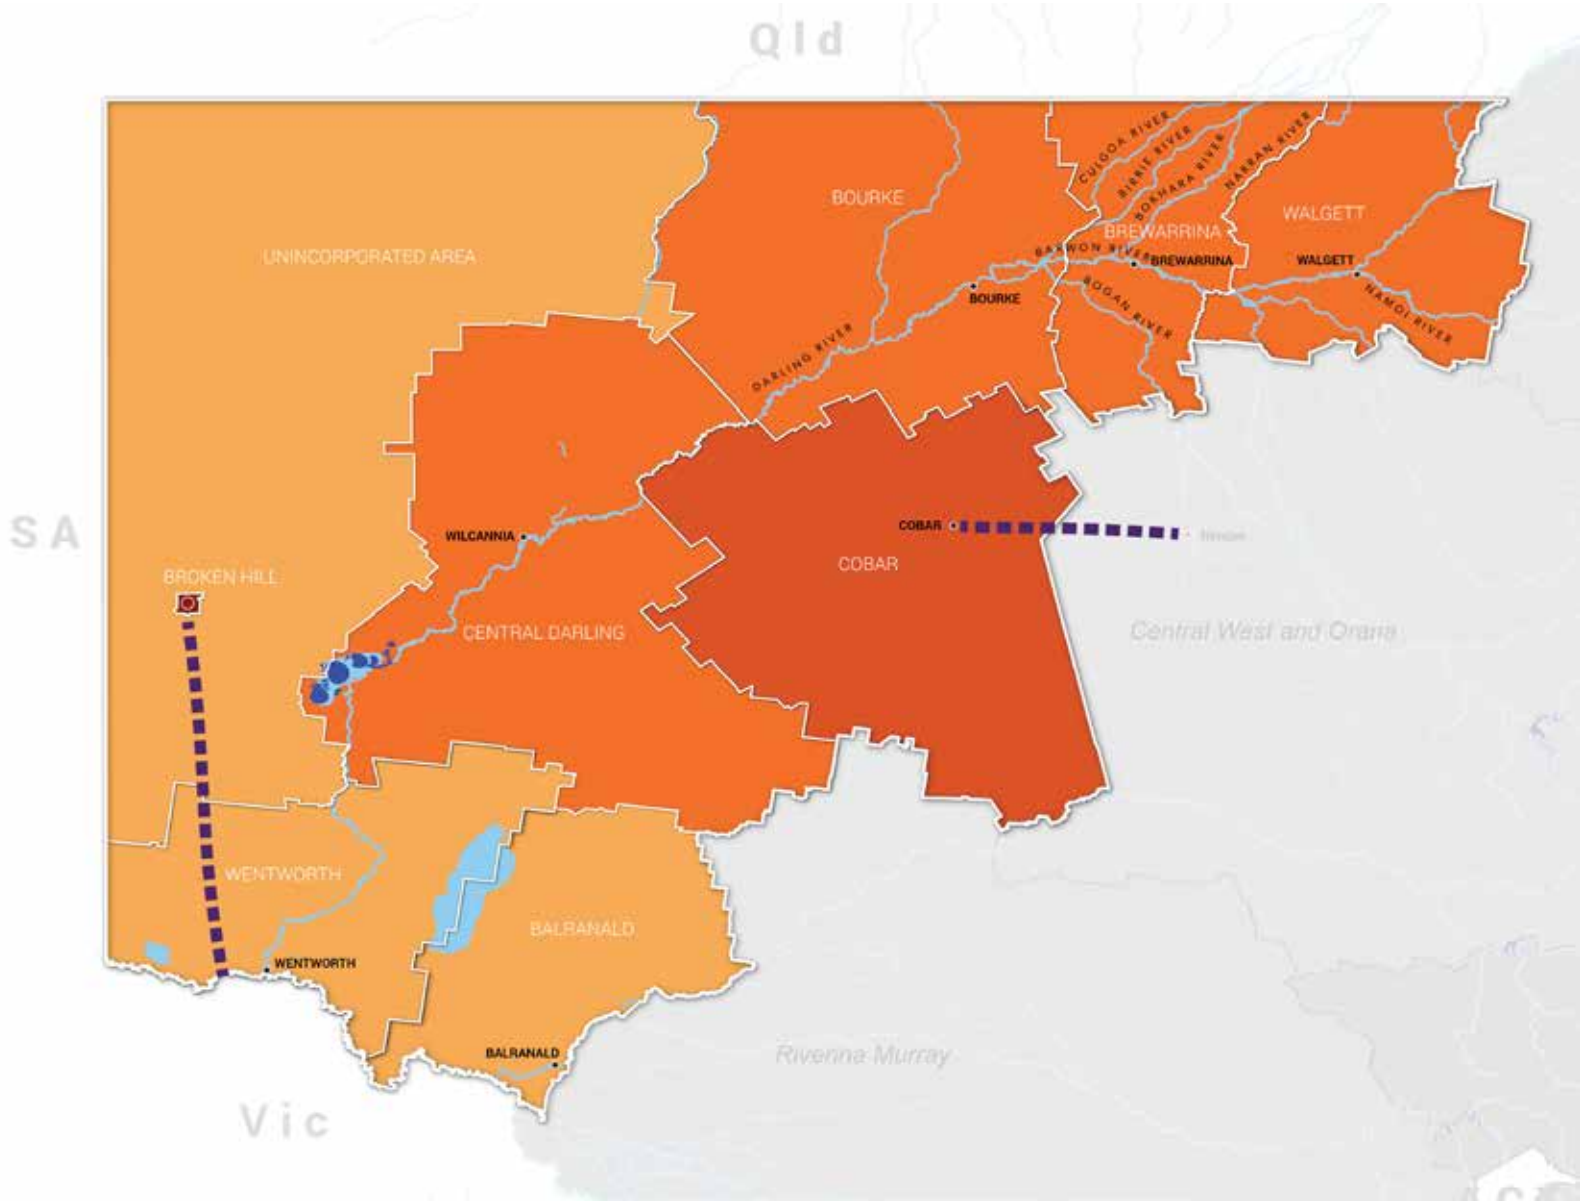 Qld
CULGOA RIVER
BIRRIE RIVER
BOKHARA RIVER
NARRAN RIVER
BOURKE
WALGETT
BREWARRINA
UNINCORPORATED AREA
BARWON RIVER
BREWARRINA
WALGETT
BOURKE
BOGAN RIVER
NAMOI RIVER
DARLING RIVER
SA
WILCANNIA
COBAR
COBAR
BROKEN HILL
CENTRAL DARLING
Central West and Orana
WENTWORTH
BALRANALD
WENTWORTH
BALRANALD
Riverina Murray
Vic